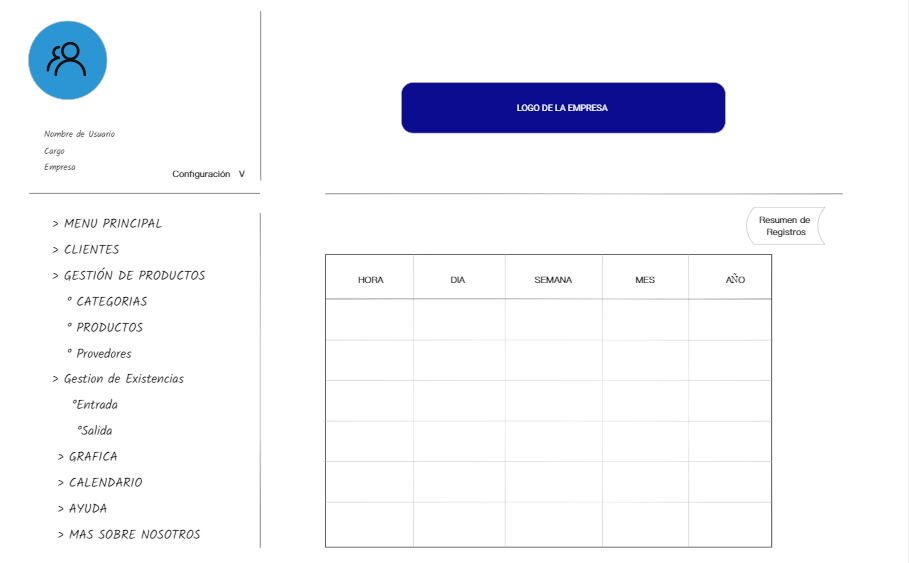 Nombre de Usuario
Cargo
Empresa
Configuración V
> MENU PRINCIPAL
> CLIENTES
> GESTIÓN DE PRODUCTOS
° CATEGORIAS
° PRODUCTOS
° Provedores
> Gestion de Existencias
°Entrada
°Salida
> GRAFICA
> CALENDARIO
> AYUDA
> MAS SOBRE NOSOTROS
LOGO DE LA EMPRESA
Resumen de
Registros
HORA DIA SEMANA MES AÑO